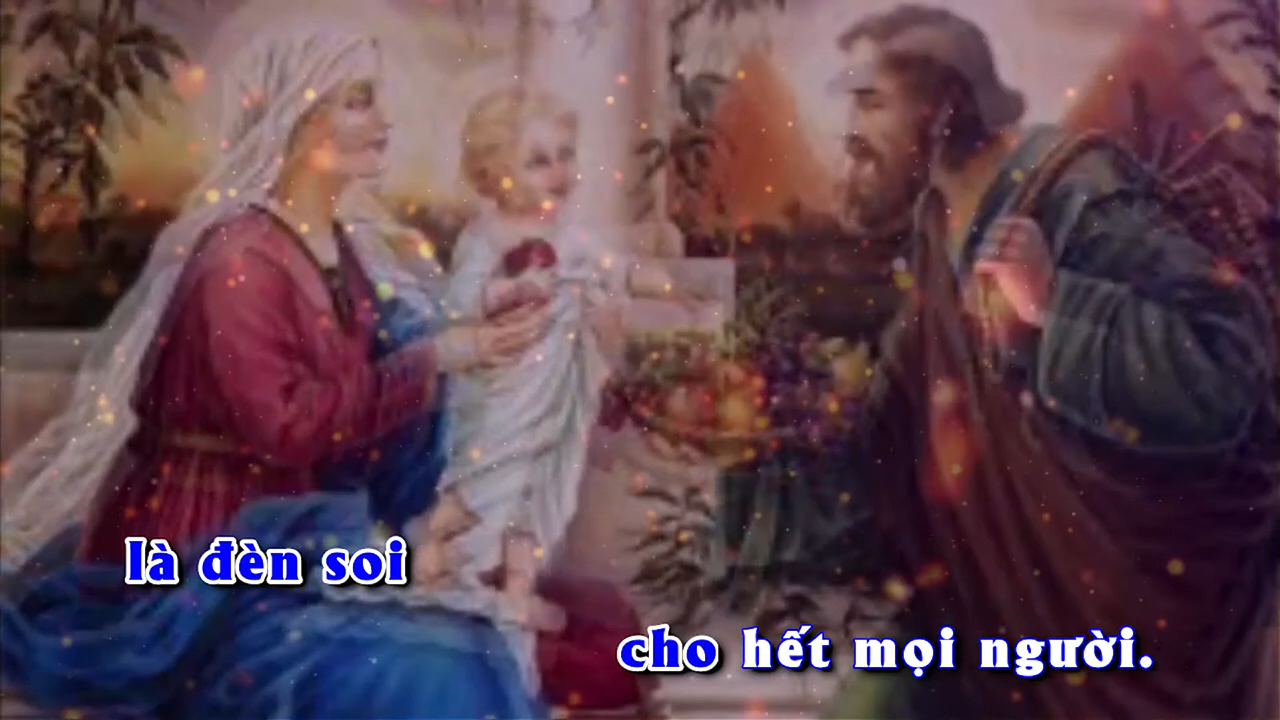 là đèn soi
cho hết mọi người.